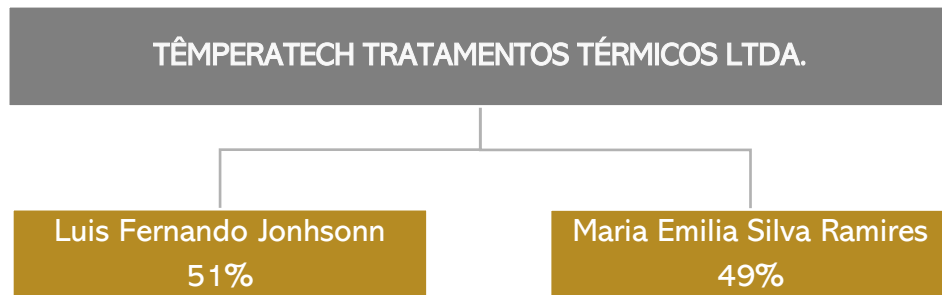 TÊMPERATECH TRATAMENTOS TÉRMICOS LTDA.
Luis Fernando Jonhsonn
51%
Maria Emilia Silva Ramires
49%